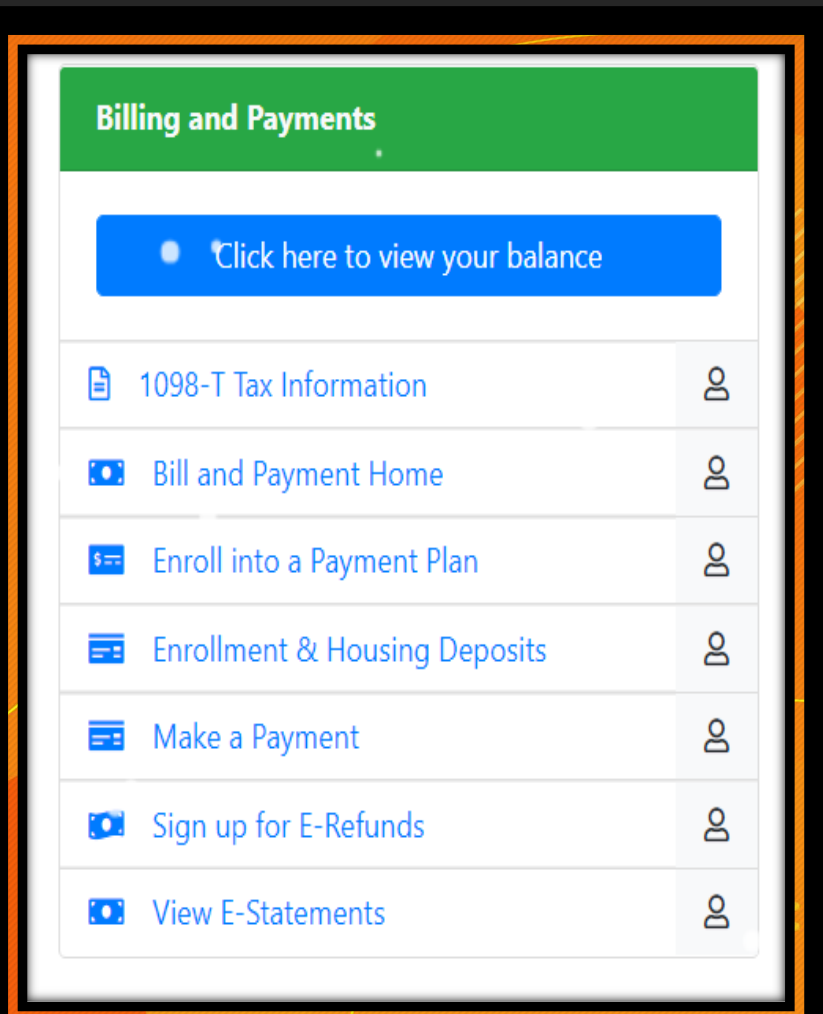 Billing and Payments
Click here to view your balance
1098-T Tax Information
Bill and Payment Home
Enroll into a Payment Plan
Enrollment & Housing Deposits
Make a Payment
Sign up for E-Refunds
View E-Statements